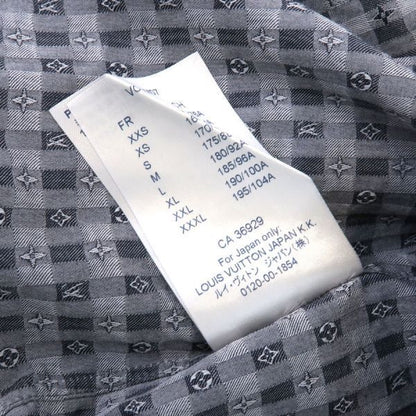 FR
XXS
XS 170
S 175/8
M 180/92A
L 185/96A
XL 190/100A
XXL 195/104A
XXXL
CA 36929
For Japan only:
LOUIS VUITTON JAPAN K.K.
ルイ・ヴィトン ジャパン(株)
0120-00-1854